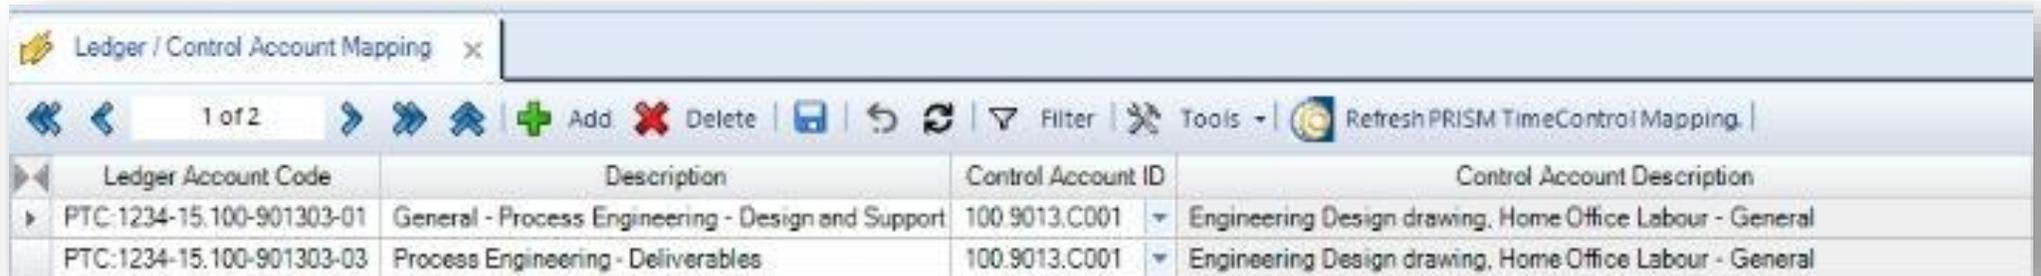 Ledger / Control Account Mapping
1 of 2 Add Delete Filter Tools Refresh PRISM TimeControl Mapping.
Ledger Account Code Description Control Account ID Control Account Description
PTC:1234-15.100-901303-01 General - Process Engineering - Design and Support 100.9013.C001 Engineering Design drawing, Home Office Labour - General
PTC:1234-15.100-901303-03 Process Engineering - Deliverables 100.9013.C001 Engineering Design drawing, Home Office Labour - General